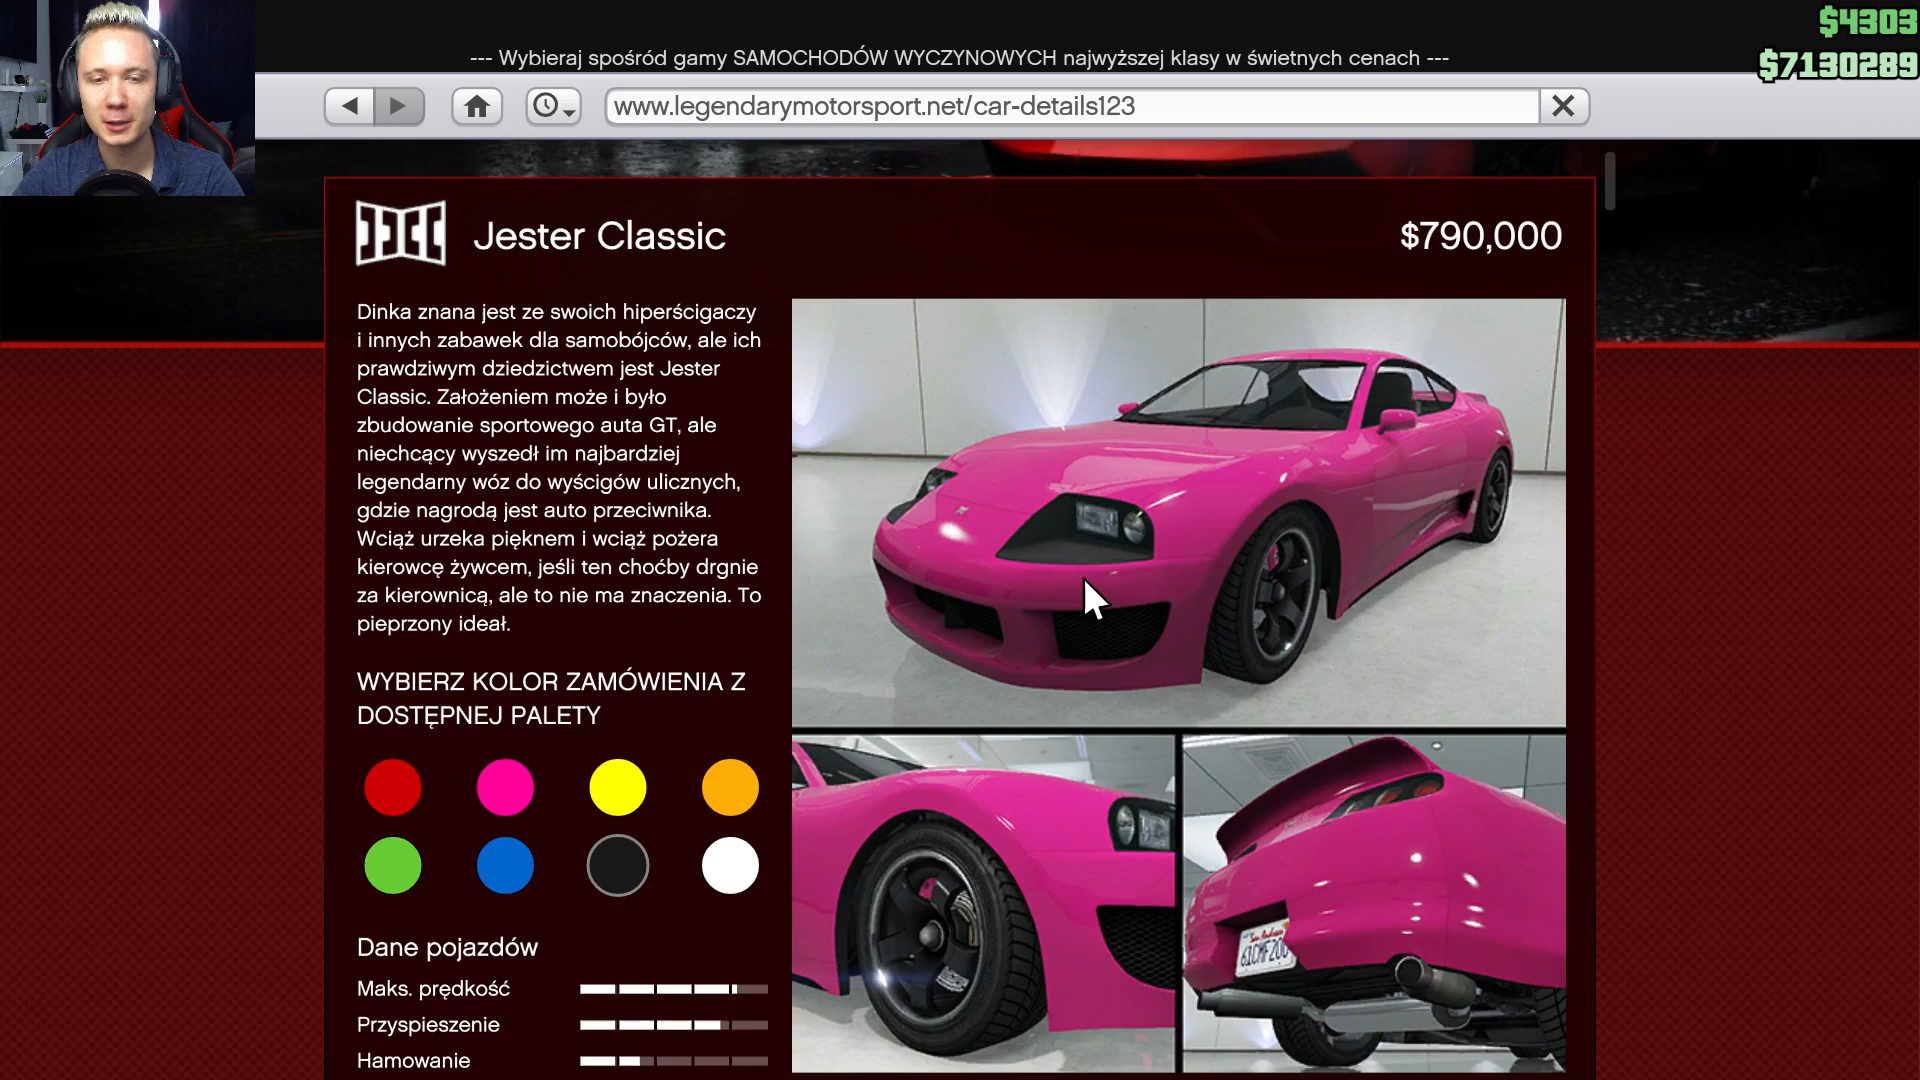 $4303
$7130289
--- Wybieraj spośród gamy SAMOCHODÓW WYCZYNOWYCH najwyższej klasy w świetnych cenach ---
www.legendarymotorsport.net/car-details123
Jester Classic
$790,000
Dinka znana jest ze swoich hiperścigaczy
i innych zabawek dla samobójców, ale ich
prawdziwym dziedzictwem jest Jester
Classic. Założeniem może i było
zbudowanie sportowego auta GT, ale
niechcący wyszedł im najbardziej
legendarny wóz do wyścigów ulicznych,
gdzie nagrodą jest auto przeciwnika.
Wciąż urzeka pięknem i wciąż pożera
kierowcę żywcem, jeśli ten choćby drgnie
za kierownicą, ale to nie ma znaczenia. To
pieprzony ideał.
WYBIERZ KOLOR ZAMÓWIENIA Z
DOSTĘPNEJ PALETY
Dane pojazdów
Maks. prędkość
Przyspieszenie
Hamowanie